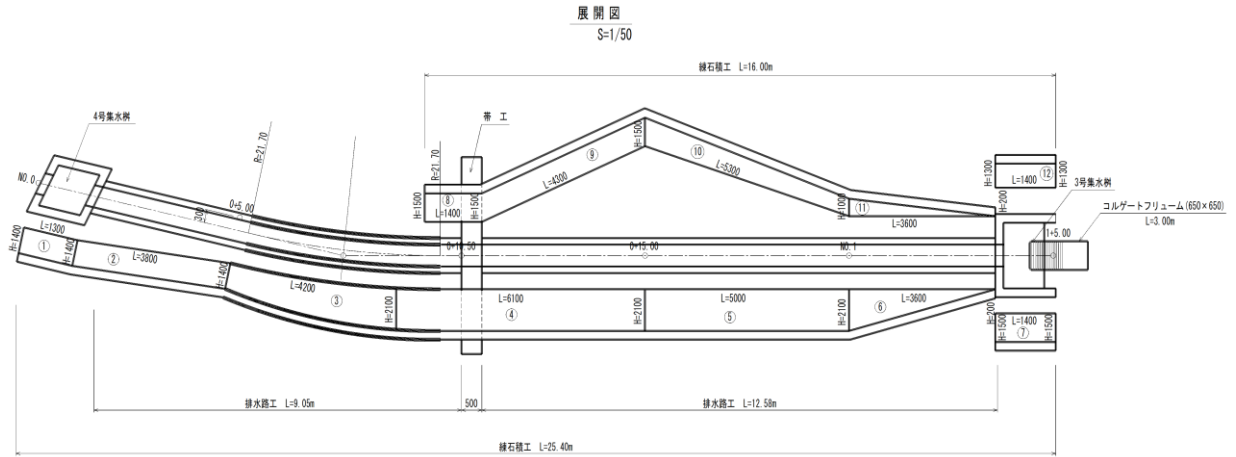 展開図
S=1/50
練石積工 L=16.00m
4号集水桝
帯 工
R=21.70
R=21.70
NO.0
0+5.00
300
H=1500
⑧
L=1400
H=1500
⑨
L=4300
H=1500
⑩
L=5300
H=1000
⑪
L=3600
H=1300
L=1400
⑫
H=1300
H=200
3号集水桝
コルゲートフリューム(650×650)
L=3.00m
1+5.00
0+10.50
0+15.00
NO.1
H=1400
L=1300
①
H=1400
②
L=3800
H=1400
L=4200
③
H=2100
L=6100
④
H=2100
L=5000
⑤
H=2100
L=3600
⑥
H=200
H=1500
L=1400
⑦
H=1500
排水路工 L=9.05m
500
排水路工 L=12.58m
練石積工 L=25.40m